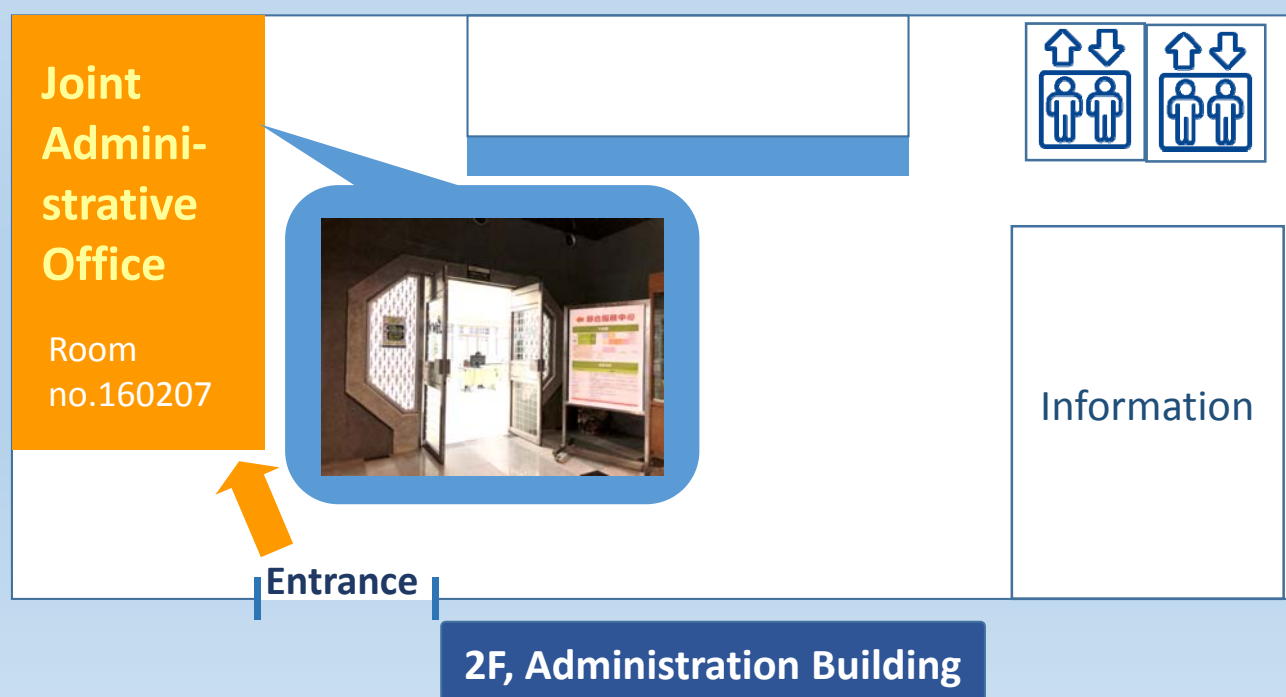 Joint
Admini-
strative
Office
Room
no.160207
Information
Entrance
2F, Administration Building